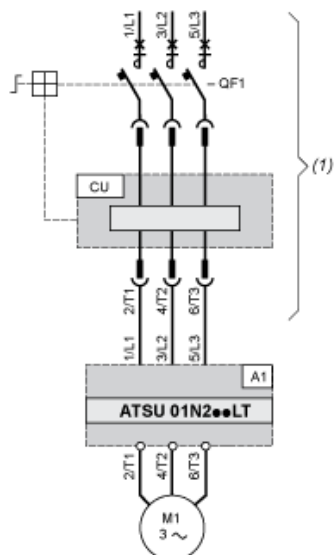 1/L1 3/L2 5/L3
QF1
(1)
CU
2/T1 4/T2 6/T3
1/L1 3/L2 5/L3
A1
ATSU 01N2●●LT
2/T1 4/T2 6/T3
M1
3 ~